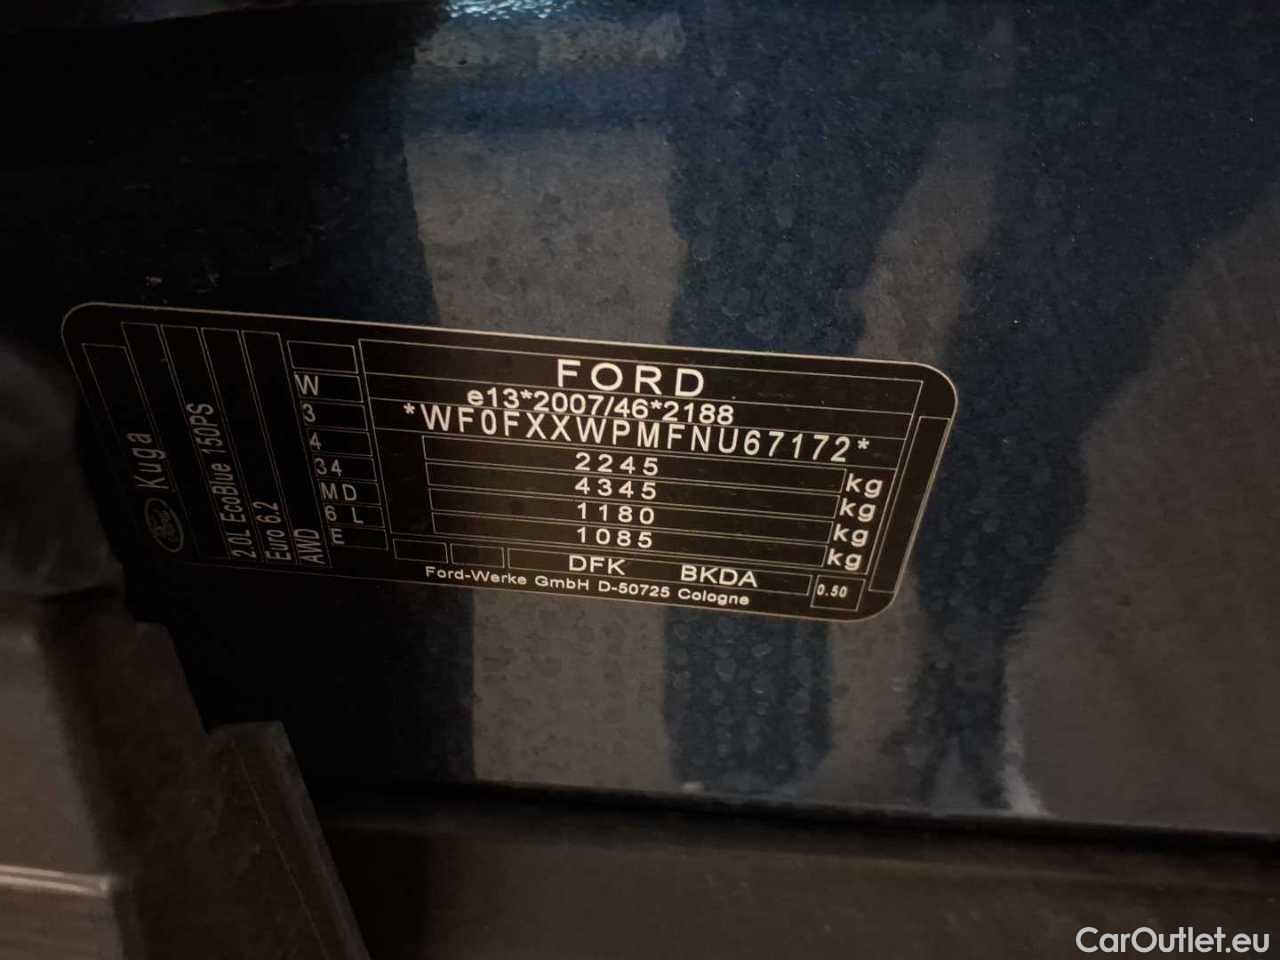 FORD
e13*2007/46*2188
*WF0FXXWPMFNU67172*
2245 kg
4345 kg
1180 kg
1085 kg
DFK BKDA
0.50
Ford-Werke GmbH D-50725 Cologne
W
3
4
34
MD
6 L
E
Ford Kuga
2.0L EcoBlue 150PS
Euro 6.2
AWD
CarOutlet.eu